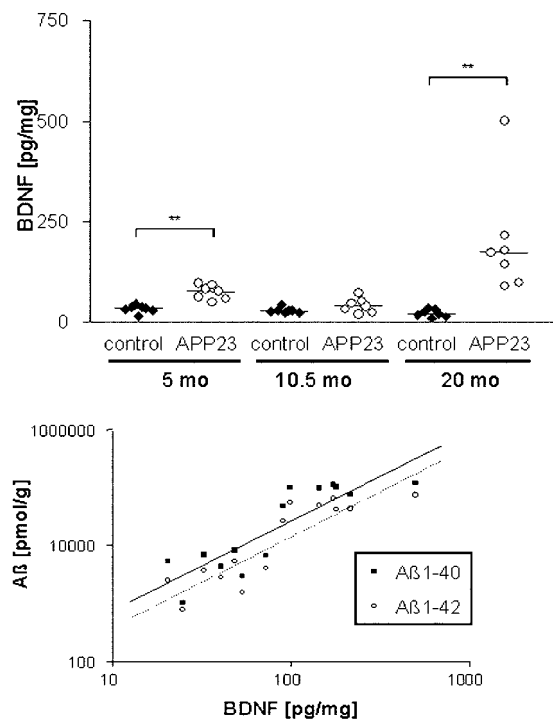 750
500
250
0
BDNF [pg/mg]
**
**
control APP23 control APP23 control APP23
5 mo 10.5 mo 20 mo
1000000
10000
100
Aß [pmol/g]
Aß1-40
Aß1-42
10 100 1000
BDNF [pg/mg]